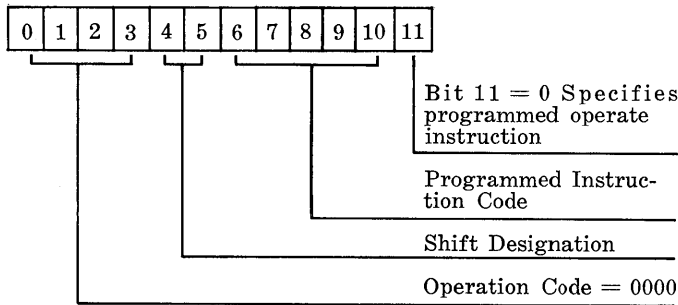 0 1 2 3 4 5 6 7 8 9 10 11
Bit 11 = 0 Specifies
programmed operate
instruction
Programmed Instruc-
tion Code
Shift Designation
Operation Code = 0000